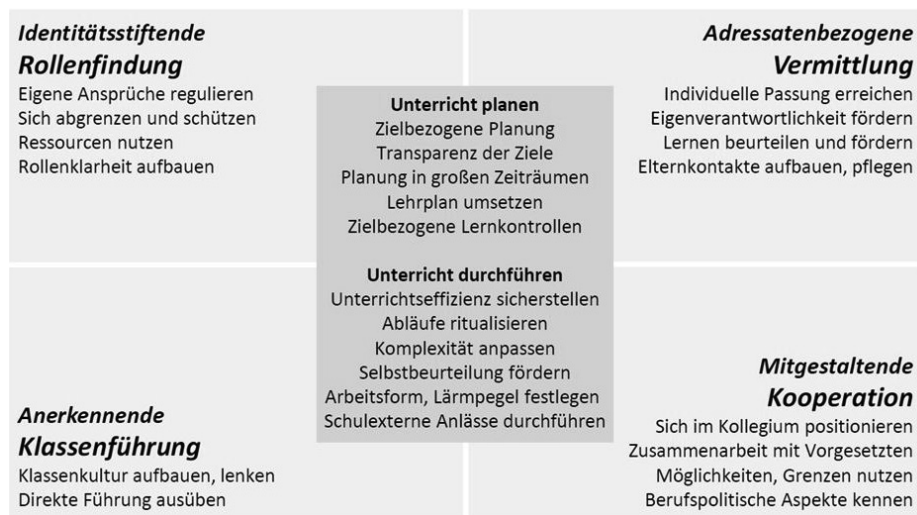 Identitätsstiftende
Rollenfindung
Eigene Ansprüche regulieren
Sich abgrenzen und schützen
Ressourcen nutzen
Rollenklarheit aufbauen
Adressatenbezogene
Vermittlung
Individuelle Passung erreichen
Eigenverantwortlichkeit fördern
Lernen beurteilen und fördern
Elternkontakte aufbauen, pflegen
Unterricht planen
Zielbezogene Planung
Transparenz der Ziele
Planung in großen Zeiträumen
Lehrplan umsetzen
Zielbezogene Lernkontrollen
Unterricht durchführen
Unterrichtseffizienz sicherstellen
Abläufe ritualisieren
Komplexität anpassen
Selbstbeurteilung fördern
Arbeitsform, Lärmpegel festlegen
Schulexterne Anlässe durchführen
Anerkennende
Klassenführung
Klassenkultur aufbauen, lenken
Direkte Führung ausüben
Mitgestaltende
Kooperation
Sich im Kollegium positionieren
Zusammenarbeit mit Vorgesetzten
Möglichkeiten, Grenzen nutzen
Berufspolitische Aspekte kennen